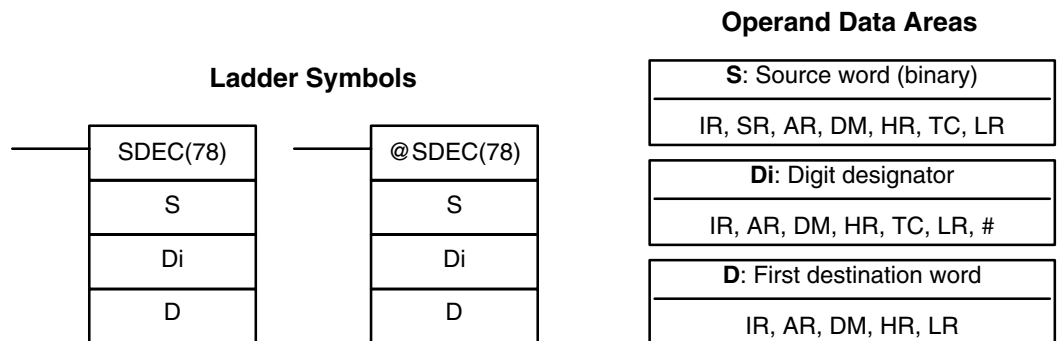 Ladder Symbols
SDEC(78)
S
Di
D
@SDEC(78)
S
Di
D
Operand Data Areas
S: Source word (binary)
IR, SR, AR, DM, HR, TC, LR
Di: Digit designator
IR, AR, DM, HR, TC, LR, #
D: First destination word
IR, AR, DM, HR, LR